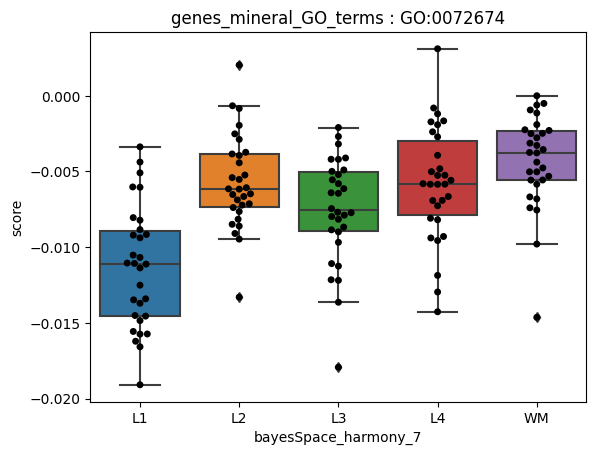 genes_mineral_GO_terms : GO:0072674
score
0.000
−0.005
−0.010
−0.015
−0.020
L1 L2 L3 L4 WM
bayesSpace_harmony_7